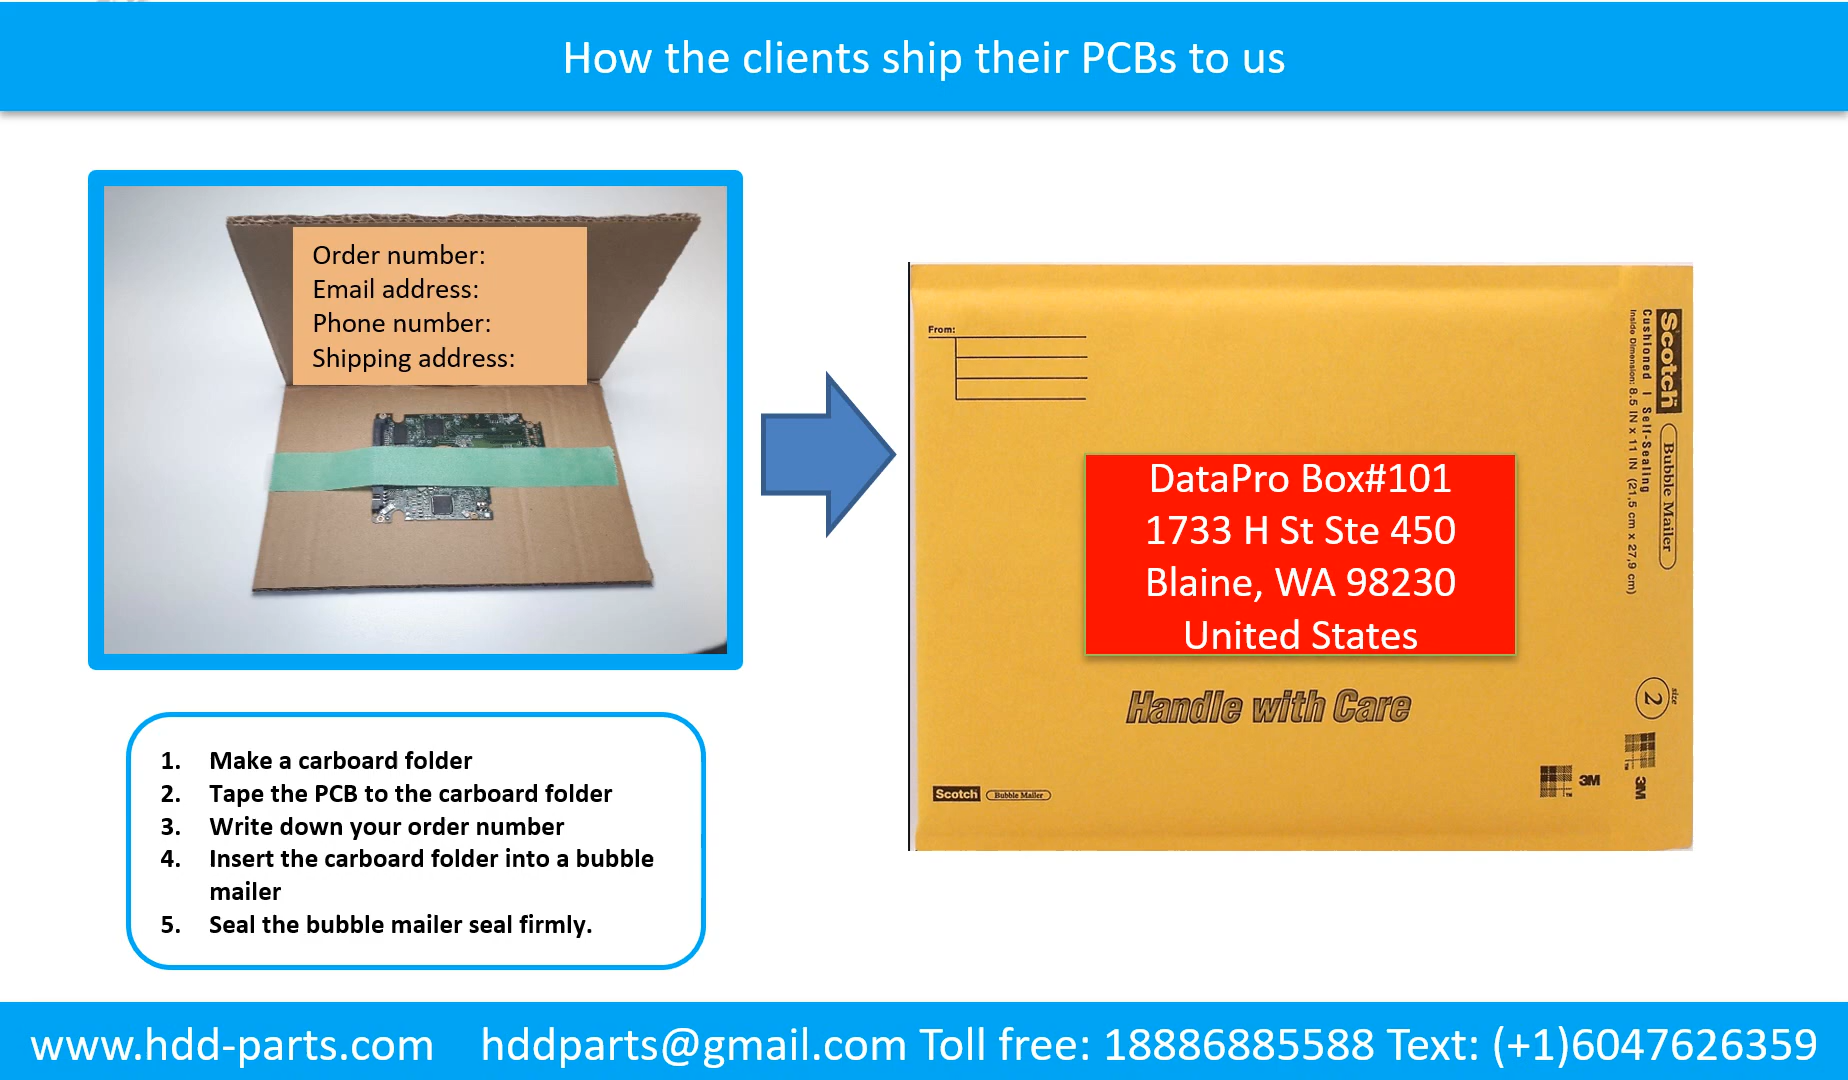 How the clients ship their PCBs to us
Order number:
Email address:
Phone number:
Shipping address:
From:
DataPro Box#101
1733 H St Ste 450
Blaine, WA 98230
United States
Handle with Care
Scotch Bubble Mailer
3M
Scotch Bubble Mailer
Cushioned | Self-Sealing
Inside Dimension: 8.5 IN x 11 IN (21,5 cm x 27,9 cm)
size
2
3M
1. Make a carboard folder
2. Tape the PCB to the carboard folder
3. Write down your order number
4. Insert the carboard folder into a bubble
mailer
5. Seal the bubble mailer seal firmly.
www.hdd-parts.com hddparts@gmail.com Toll free: 18886885588 Text: (+1)6047626359